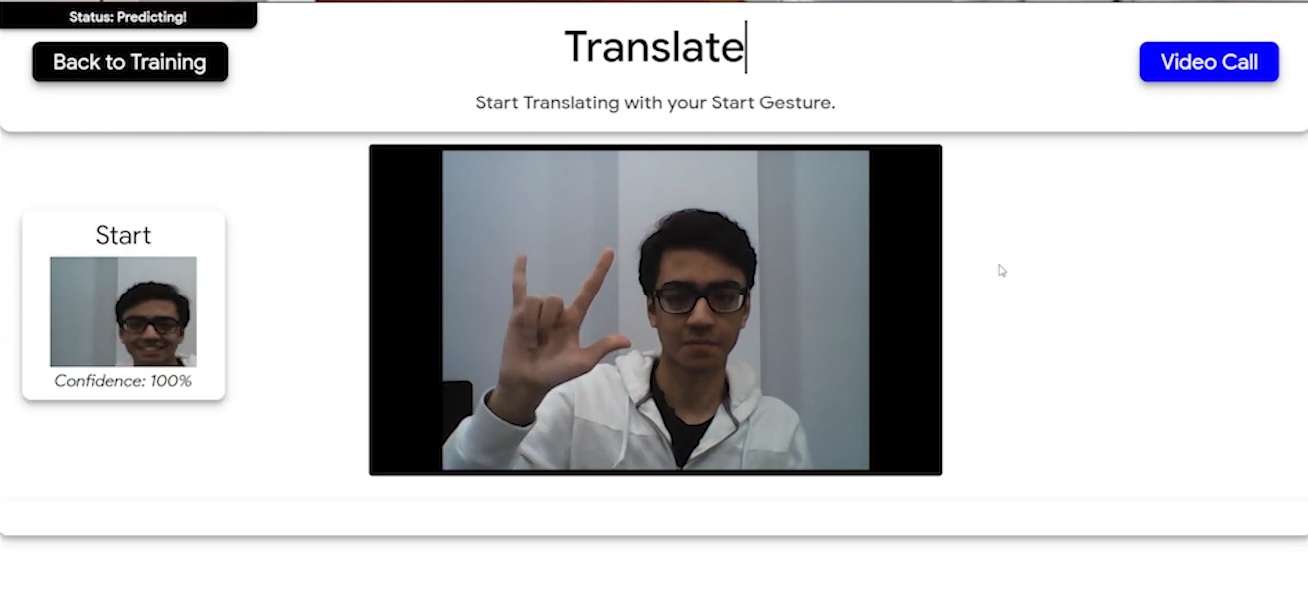 Status: Predicting!
Back to Training
Translate
Video Call
Start Translating with your Start Gesture.
Start
Confidence: 100%